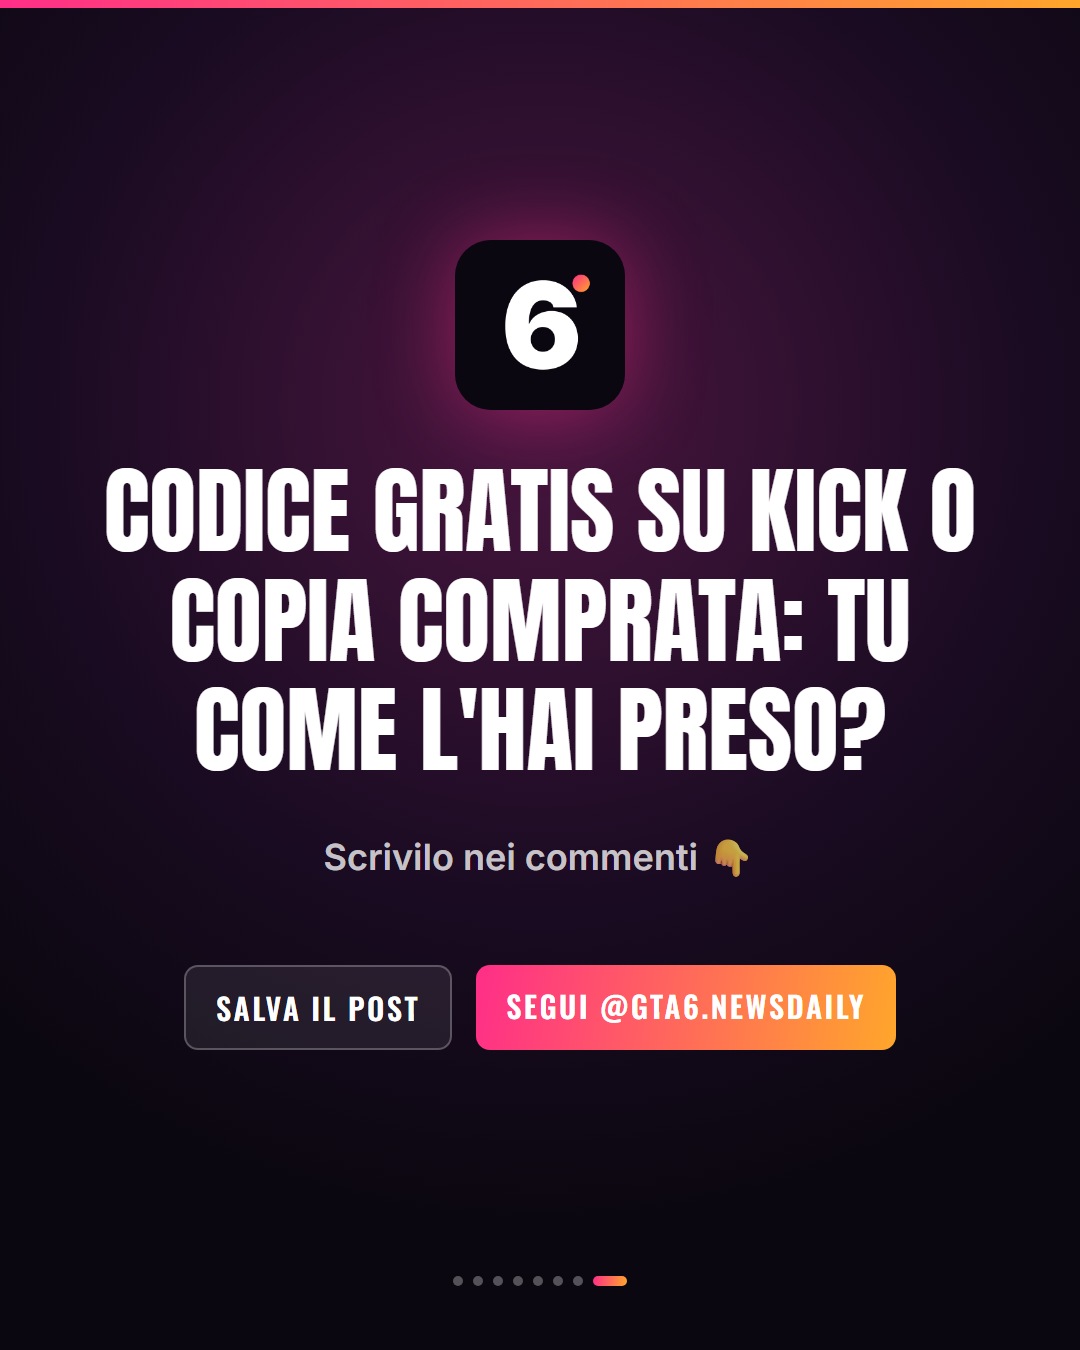 6
CODICE GRATIS SU KICK O
COPIA COMPRATA: TU
COME L'HAI PRESO?
Scrivilo nei commenti 👇
SALVA IL POST
SEGUI @GTA6.NEWSDAILY